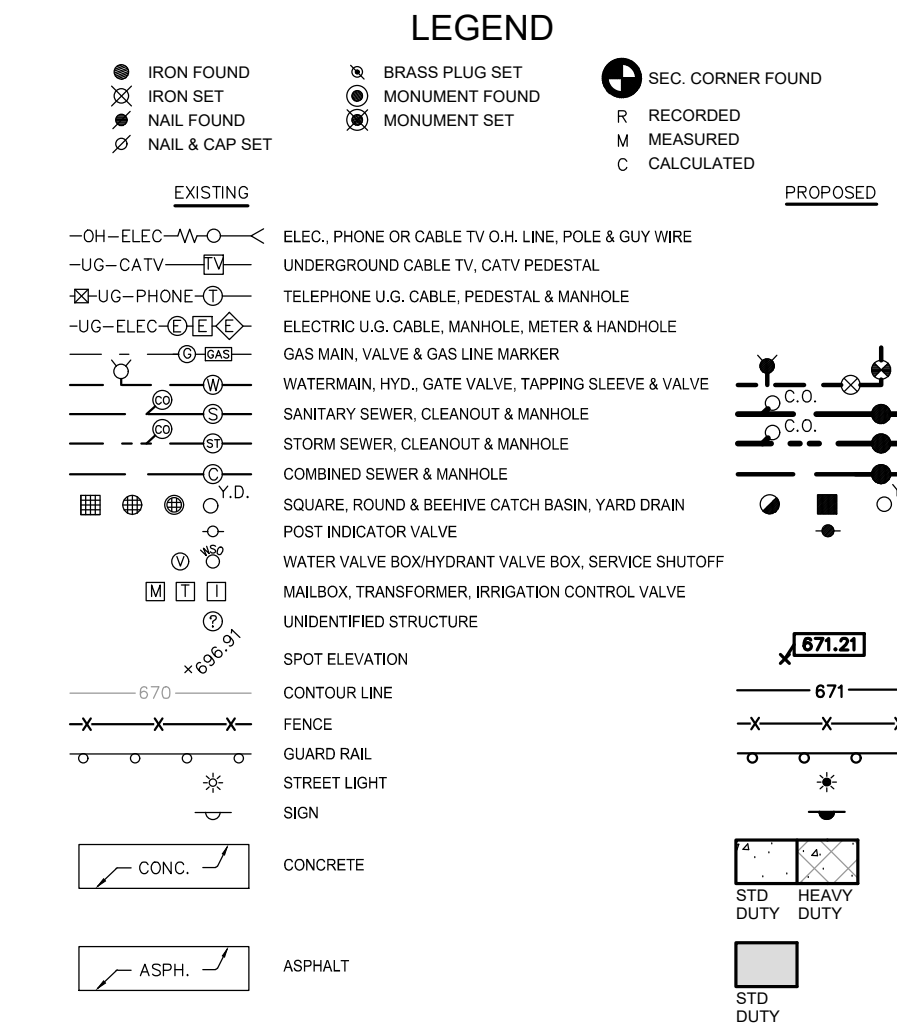 LEGEND
IRON FOUND
IRON SET
NAIL FOUND
NAIL & CAP SET
BRASS PLUG SET
MONUMENT FOUND
MONUMENT SET
SEC. CORNER FOUND
R RECORDED
M MEASURED
C CALCULATED
EXISTING
PROPOSED
-OH-ELEC ELEC., PHONE OR CABLE TV O.H. LINE, POLE & GUY WIRE
-UG-CATV TV UNDERGROUND CABLE TV, CATV PEDESTAL
UG-PHONE T TELEPHONE U.G. CABLE, PEDESTAL & MANHOLE
-UG-ELEC E E E ELECTRIC U.G. CABLE, MANHOLE, METER & HANDHOLE
G GAS GAS MAIN, VALVE & GAS LINE MARKER
W WATERMAIN, HYD., GATE VALVE, TAPPING SLEEVE & VALVE
CO S SANITARY SEWER, CLEANOUT & MANHOLE C.O.
CO ST STORM SEWER, CLEANOUT & MANHOLE C.O.
C COMBINED SEWER & MANHOLE
Y.D. SQUARE, ROUND & BEEHIVE CATCH BASIN, YARD DRAIN
POST INDICATOR VALVE
V WSO WATER VALVE BOX/HYDRANT VALVE BOX, SERVICE SHUTOFF
M T I MAILBOX, TRANSFORMER, IRRIGATION CONTROL VALVE
? UNIDENTIFIED STRUCTURE
696.91 SPOT ELEVATION 671.21
670 CONTOUR LINE 671
FENCE
GUARD RAIL
STREET LIGHT
SIGN
CONC. CONCRETE
STD DUTY
HEAVY DUTY
ASPH. ASPHALT
STD DUTY